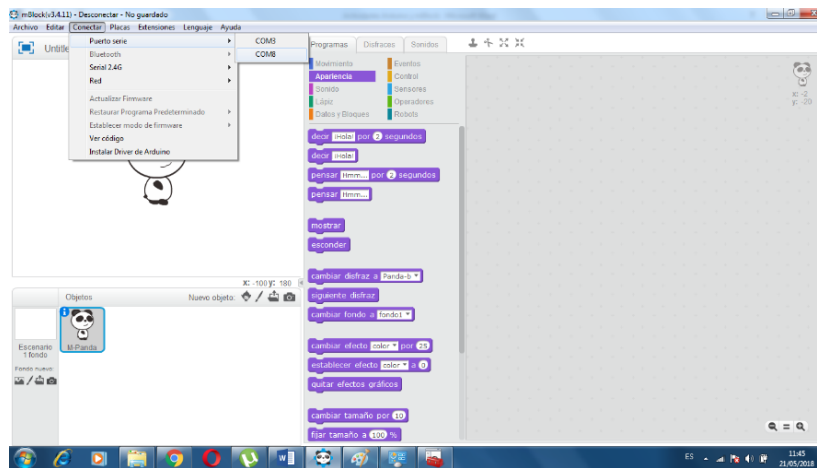 mBlock(v3.4.11) - Desconectar - No guardado
Archivo Editar Conectar Placas Extensiones Lenguaje Ayuda
Puerto serie
COM3
COM8
Bluetooth
Serial 2.4G
Red
Actualizar Firmware
Restaurar Programa Predeterminado
Establecer modo de firmware
Ver código
Instalar Driver de Arduino
Untitle
X: -100 y: 180
Programas Disfraces Sonidos
Movimiento Eventos
Apariencia Control
Sonido Sensores
Lápiz Operadores
Datos y Bloques Robots
decir ¡Hola! por 2 segundos
decir ¡Hola!
pensar Hmm... por 2 segundos
pensar Hmm...
mostrar
esconder
cambiar disfraz a Panda-b
siguiente disfraz
cambiar fondo a fondo1
cambiar efecto color por 25
establecer efecto color a 0
quitar efectos gráficos
cambiar tamaño por 10
fijar tamaño a 100 %
x: -2
y: -20
Objetos Nuevo objeto:
Escenario
1 fondo
Fondo nuevo
M-Panda
ES
11:45
21/05/2018